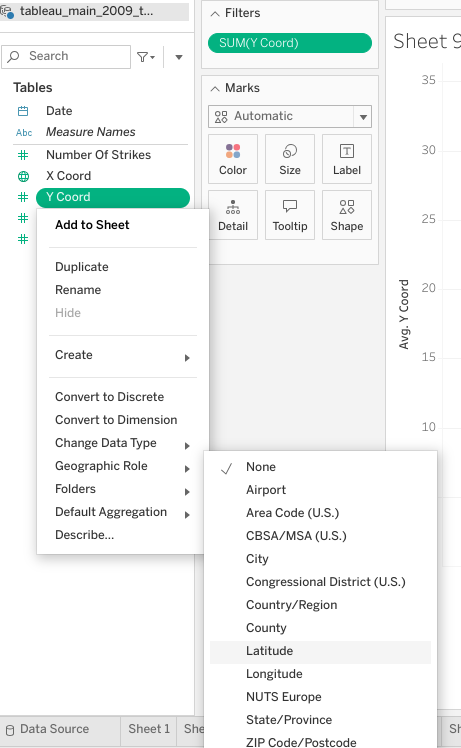 tableau_main_2009_t...
Search
Tables
Date
Abc Measure Names
Number Of Strikes
X Coord
Y Coord
Add to Sheet
Duplicate
Rename
Hide
Create
Convert to Discrete
Convert to Dimension
Change Data Type
Geographic Role
Folders
Default Aggregation
Describe...
Filters
SUM(Y Coord)
Marks
Automatic
Color
Size
Label
Detail
Tooltip
Shape
None
Airport
Area Code (U.S.)
CBSA/MSA (U.S.)
City
Congressional District (U.S.)
Country/Region
County
Latitude
Longitude
NUTS Europe
State/Province
ZIP Code/Postcode
Sheet 9
35
30
25
20
15
10
Avg. Y Coord
Data Source
Sheet 1
She
Sh